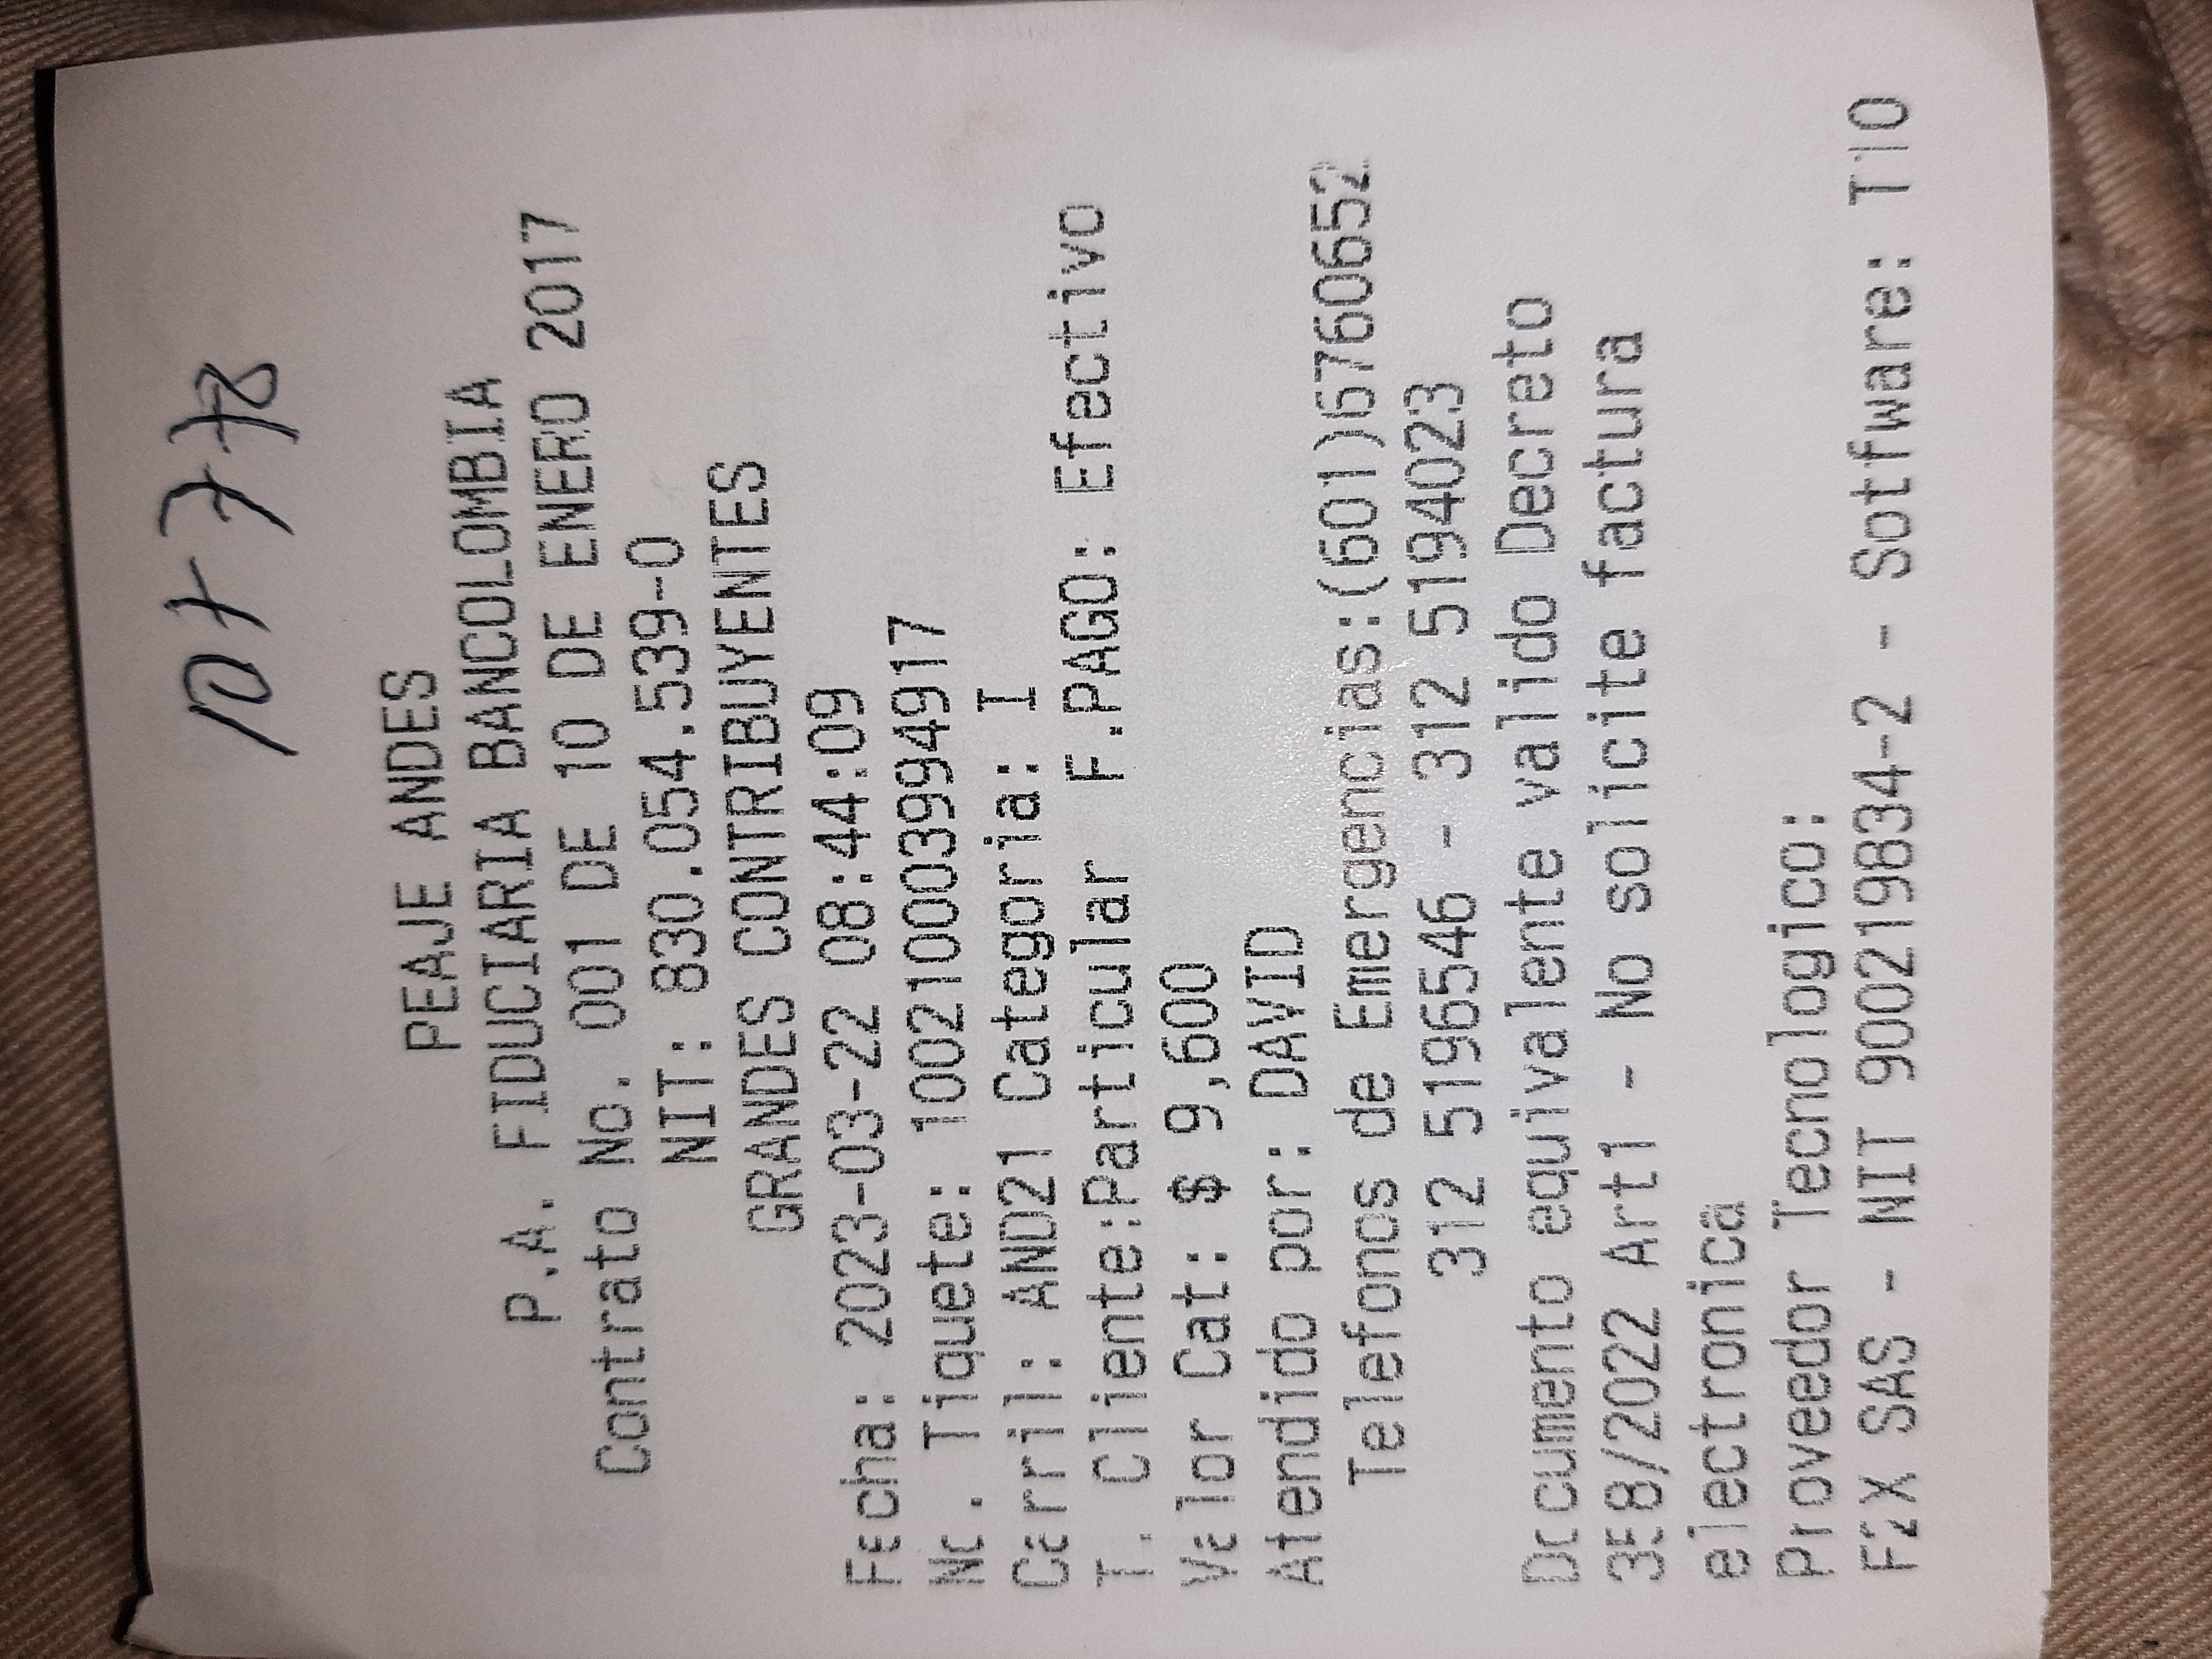 PEAJE ANDES
P.A. FIDUCIARIA BANCOLOMBIA
Contrato No. 001 DE 10 DE ENERO 2017
NIT: 830.054.539-0
GRANDES CONTRIBUYENTES
Fecha: 2023-03-22 08:44:09
No. Tiquete: 1002100039949​17
Carril: AND21 Categoria: I
T. Cliente:Particular F.PAGO: Efectivo
Valor Cat: $ 9,600
Atendido por: DAVID
Telefonos de Emergencias:(601)6760652
312 5196546 - 312 5194023
Documento equivalente valido Decreto
358/2022 Art1 - No solicite factura
electronica
Proveedor Tecnologico:
F2X SAS - NIT 900219834-2 - Sotfware: TIO